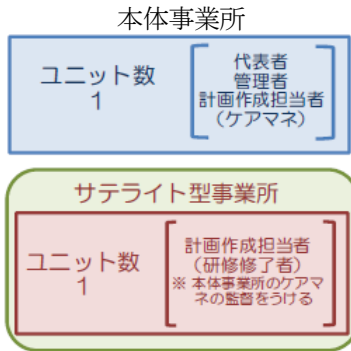 本体事業所
ユニット数
1
代表者
管理者
計画作成担当者
（ケアマネ）
サテライト型事業所
ユニット数
1
計画作成担当者
（研修修了者）
※ 本体事業所のケアマ
ネの監督をうける